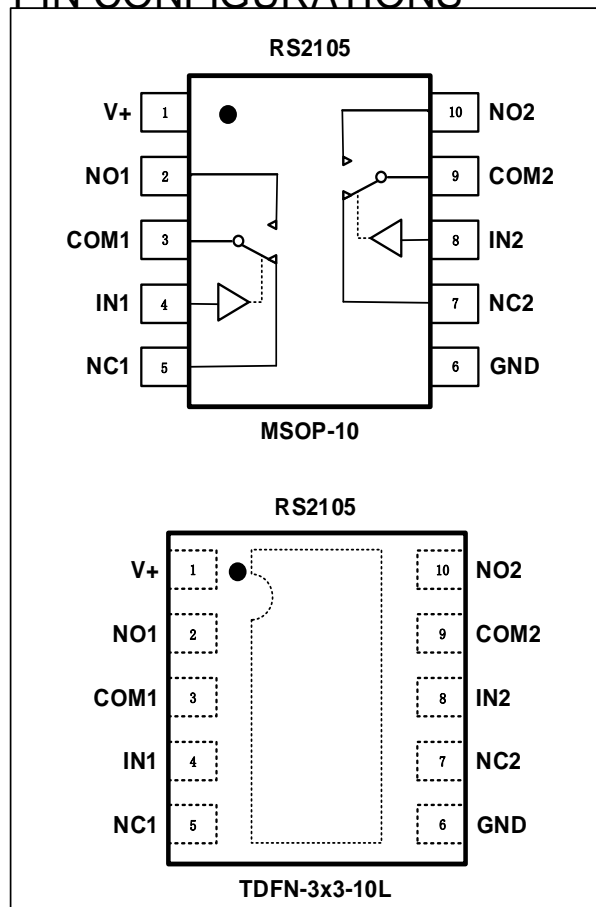 PIN CONFIGURATIONS
RS2105
V+ 1 10 NO2
NO1 2 9 COM2
COM1 3 8 IN2
IN1 4 7 NC2
NC1 5 6 GND
MSOP-10
RS2105
V+ 1 10 NO2
NO1 2 9 COM2
COM1 3 8 IN2
IN1 4 7 NC2
NC1 5 6 GND
TDFN-3x3-10L